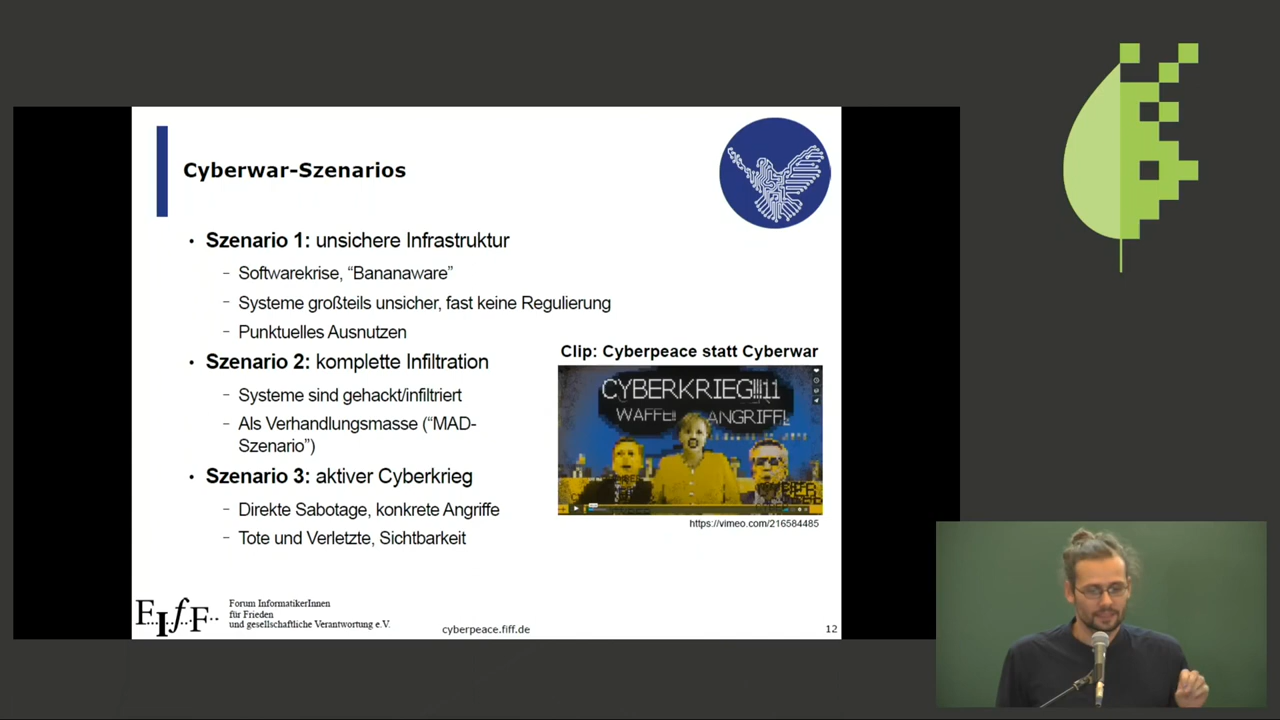 Cyberwar-Szenarios
• Szenario 1: unsichere Infrastruktur
– Softwarekrise, “Bananaware”
– Systeme großteils unsicher, fast keine Regulierung
– Punktuelles Ausnutzen
• Szenario 2: komplette Infiltration
– Systeme sind gehackt/infiltriert
– Als Verhandlungsmasse (“MAD-
Szenario”)
• Szenario 3: aktiver Cyberkrieg
– Direkte Sabotage, konkrete Angriffe
– Tote und Verletzte, Sichtbarkeit
Clip: Cyberpeace statt Cyberwar
CYBERKRIEG!!!11
WAFFE
ANGRIFF
https://vimeo.com/216584485
F..I..f..F..
Forum InformatikerInnen
für Frieden
und gesellschaftliche Verantwortung e.V.
cyberpeace.fiff.de
12